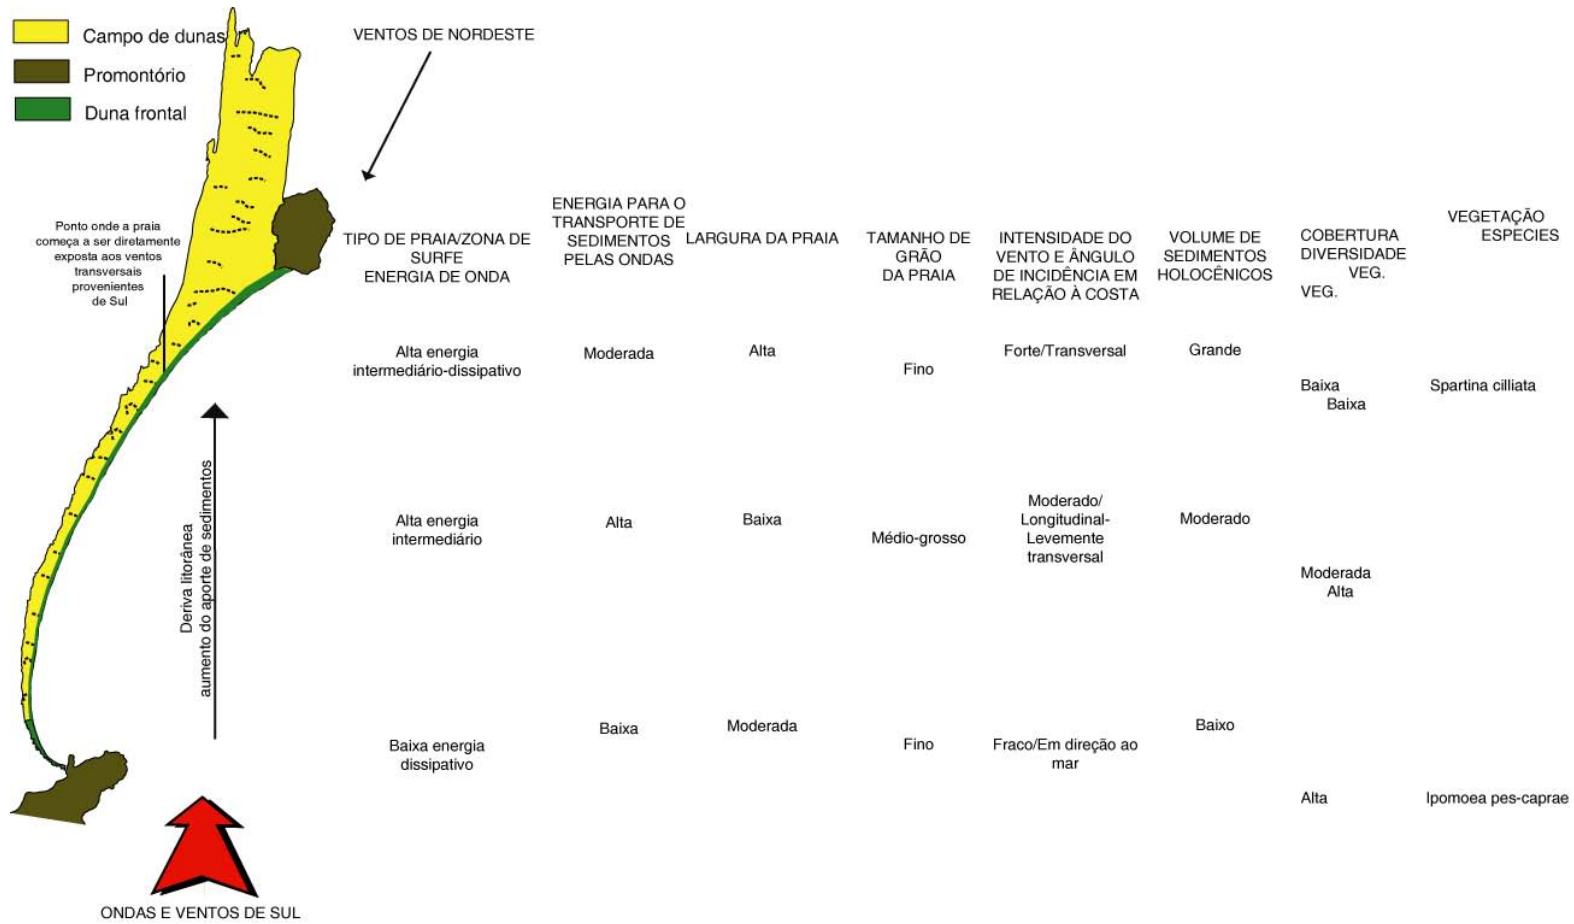 Campo de dunas
Promontório
Duna frontal
VENTOS DE NORDESTE
Ponto onde a praia
começa a ser diretamente
exposta aos ventos
transversais
provenientes
de Sul
Deriva litorânea
aumento do aporte de sedimentos
ONDAS E VENTOS DE SUL
TIPO DE PRAIA/ZONA DE
SURFE
ENERGIA DE ONDA
ENERGIA PARA O
TRANSPORTE DE
SEDIMENTOS
PELAS ONDAS
LARGURA DA PRAIA
TAMANHO DE
GRÃO
DA PRAIA
INTENSIDADE DO
VENTO E ÂNGULO
DE INCIDÊNCIA EM
RELAÇÃO À COSTA
VOLUME DE
SEDIMENTOS
HOLOCÊNICOS
COBERTURA
DIVERSIDADE
VEG.
VEG.
VEGETAÇÃO
ESPECIES
Alta energia
intermediário-dissipativo
Moderada
Alta
Fino
Forte/Transversal
Grande
Baixa
Baixa
Spartina cilliata
Alta energia
intermediário
Alta
Baixa
Médio-grosso
Moderado/
Longitudinal-
Levemente
transversal
Moderado
Moderada
Alta
Baixa energia
dissipativo
Baixa
Moderada
Fino
Fraco/Em direção ao
mar
Baixo
Alta
Ipomoea pes-caprae